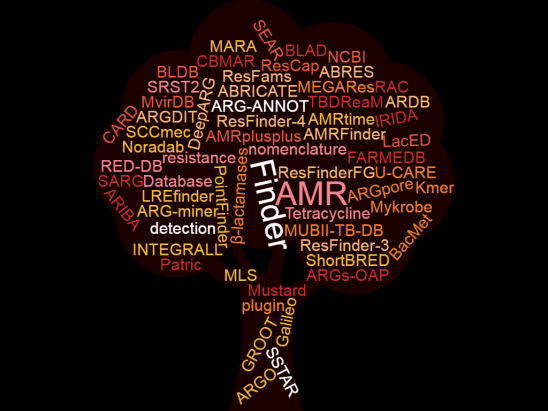 SEAR
MARA
BLAD
NCBI
CBMAR
ResCap
BLDB
ResFams
ABRES
SRST2
DeepARG
ABRICATE
MEGARes
RAC
MvirDB
ARG-ANNOT
TBDReaM
ARDB
CARD
ARGDIT
ResFinder-4
AMRtime
IRIDA
SCCmec
AMRplusplus
AMRFinder
LacED
Noradab
nomenclature
resistance
FARMEDB
RED-DB
β-lactamases
Finder
ResFinderFG
U-CARE
SARG
Database
PointFinder
AMR
ARGpore
Kmer
ARIBA
LREfinder
Tetracycline
Mykrobe
ARG-miner
detection
MUBII-TB-DB
BacMet
INTEGRALL
ResFinder-3
Patric
ShortBRED
MLS
ARGs-OAP
Mustard
plugin
Galileo
GROOT
SSTAR
ARGO